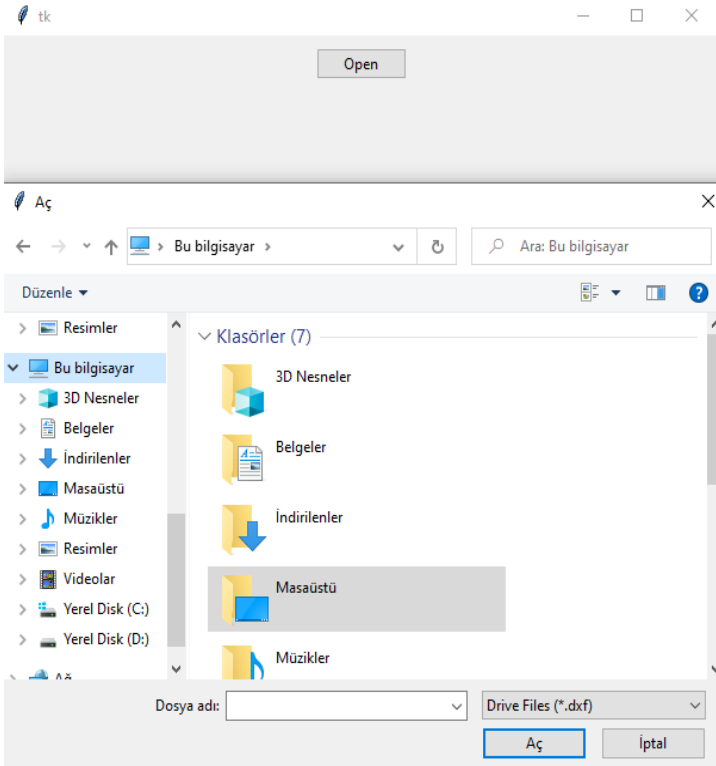 tk
Open
Aç
Bu bilgisayar
Ara: Bu bilgisayar
Düzenle
Resimler
Bu bilgisayar
3D Nesneler
Belgeler
İndirilenler
Masaüstü
Müzikler
Resimler
Videolar
Yerel Disk (C:)
Yerel Disk (D:)
Ağ
Klasörler (7)
3D Nesneler
Belgeler
İndirilenler
Masaüstü
Müzikler
Dosya adı:
Drive Files (*.dxf)
Aç
İptal